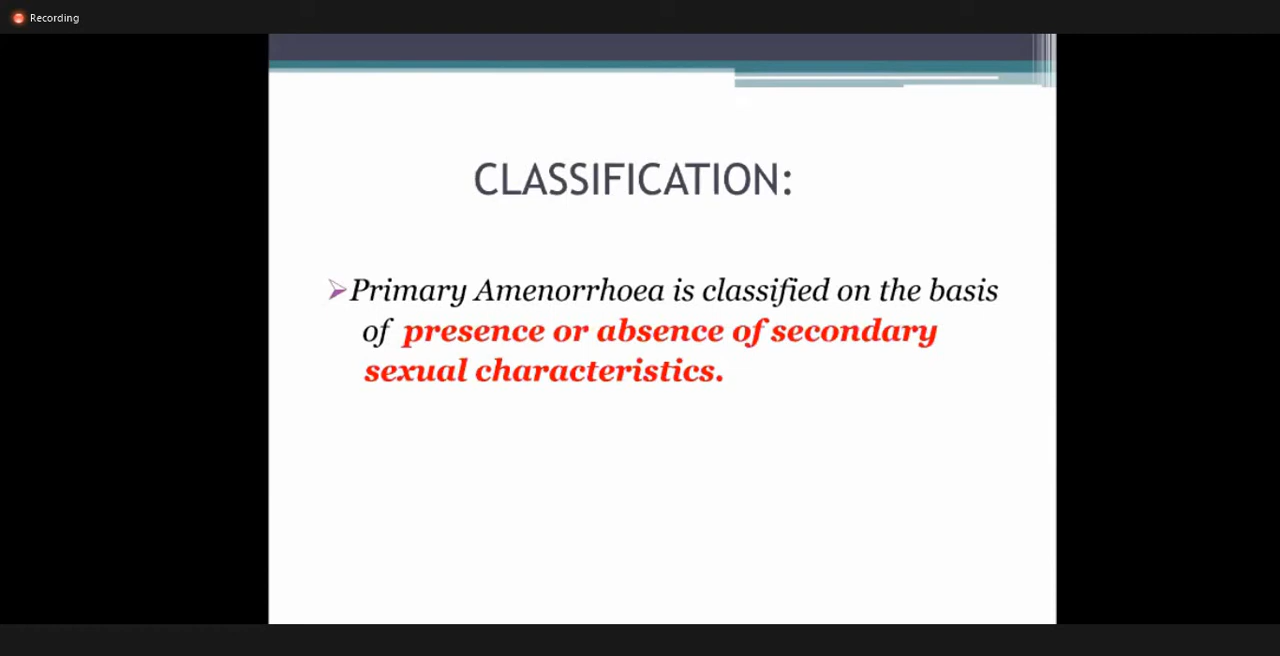 Recording
CLASSIFICATION:
Primary Amenorrhoea is classified on the basis
of presence or absence of secondary
sexual characteristics.